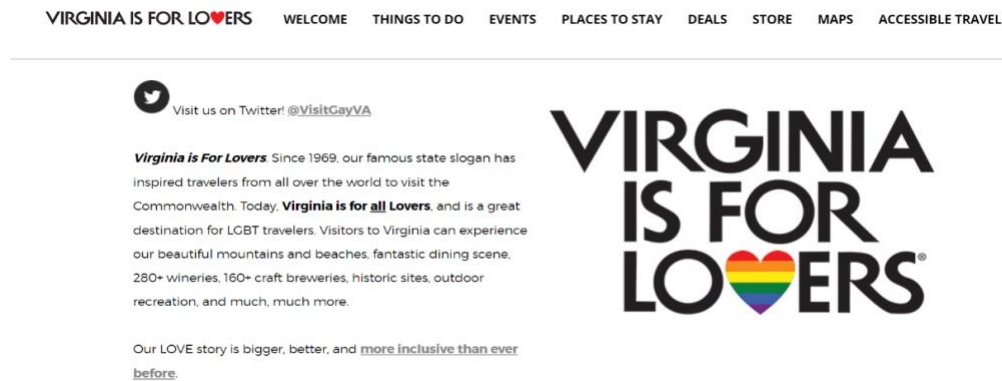 VIRGINIA IS FOR LOVERS WELCOME THINGS TO DO EVENTS PLACES TO STAY DEALS STORE MAPS ACCESSIBLE TRAVEL
Visit us on Twitter! @VisitGayVA
Virginia is For Lovers. Since 1969, our famous state slogan has
inspired travelers from all over the world to visit the
Commonwealth. Today, Virginia is for all Lovers, and is a great
destination for LGBT travelers. Visitors to Virginia can experience
our beautiful mountains and beaches, fantastic dining scene,
280+ wineries, 160+ craft breweries, historic sites, outdoor
recreation, and much, much more.
Our LOVE story is bigger, better, and more inclusive than ever
before.
VIRGINIA
IS FOR
LOVERS®